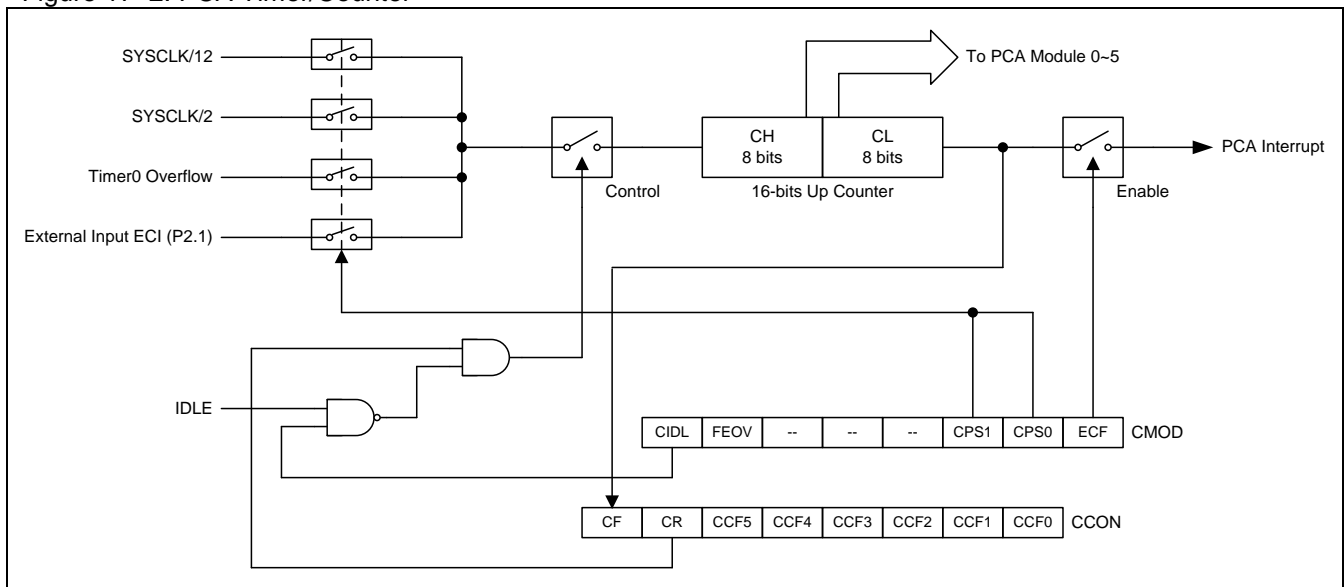 Figure PCA Timer/Counter
SYSCLK/12
To PCA Module 0~5
SYSCLK/2
CH
8 bits
CL
8 bits
PCA Interrupt
Timer0 Overflow
Control
16-bits Up Counter
Enable
External Input ECI (P2.1)
IDLE
CIDL FEOV -- -- -- CPS1 CPS0 ECF CMOD
CF CR CCF5 CCF4 CCF3 CCF2 CCF1 CCF0 CCON